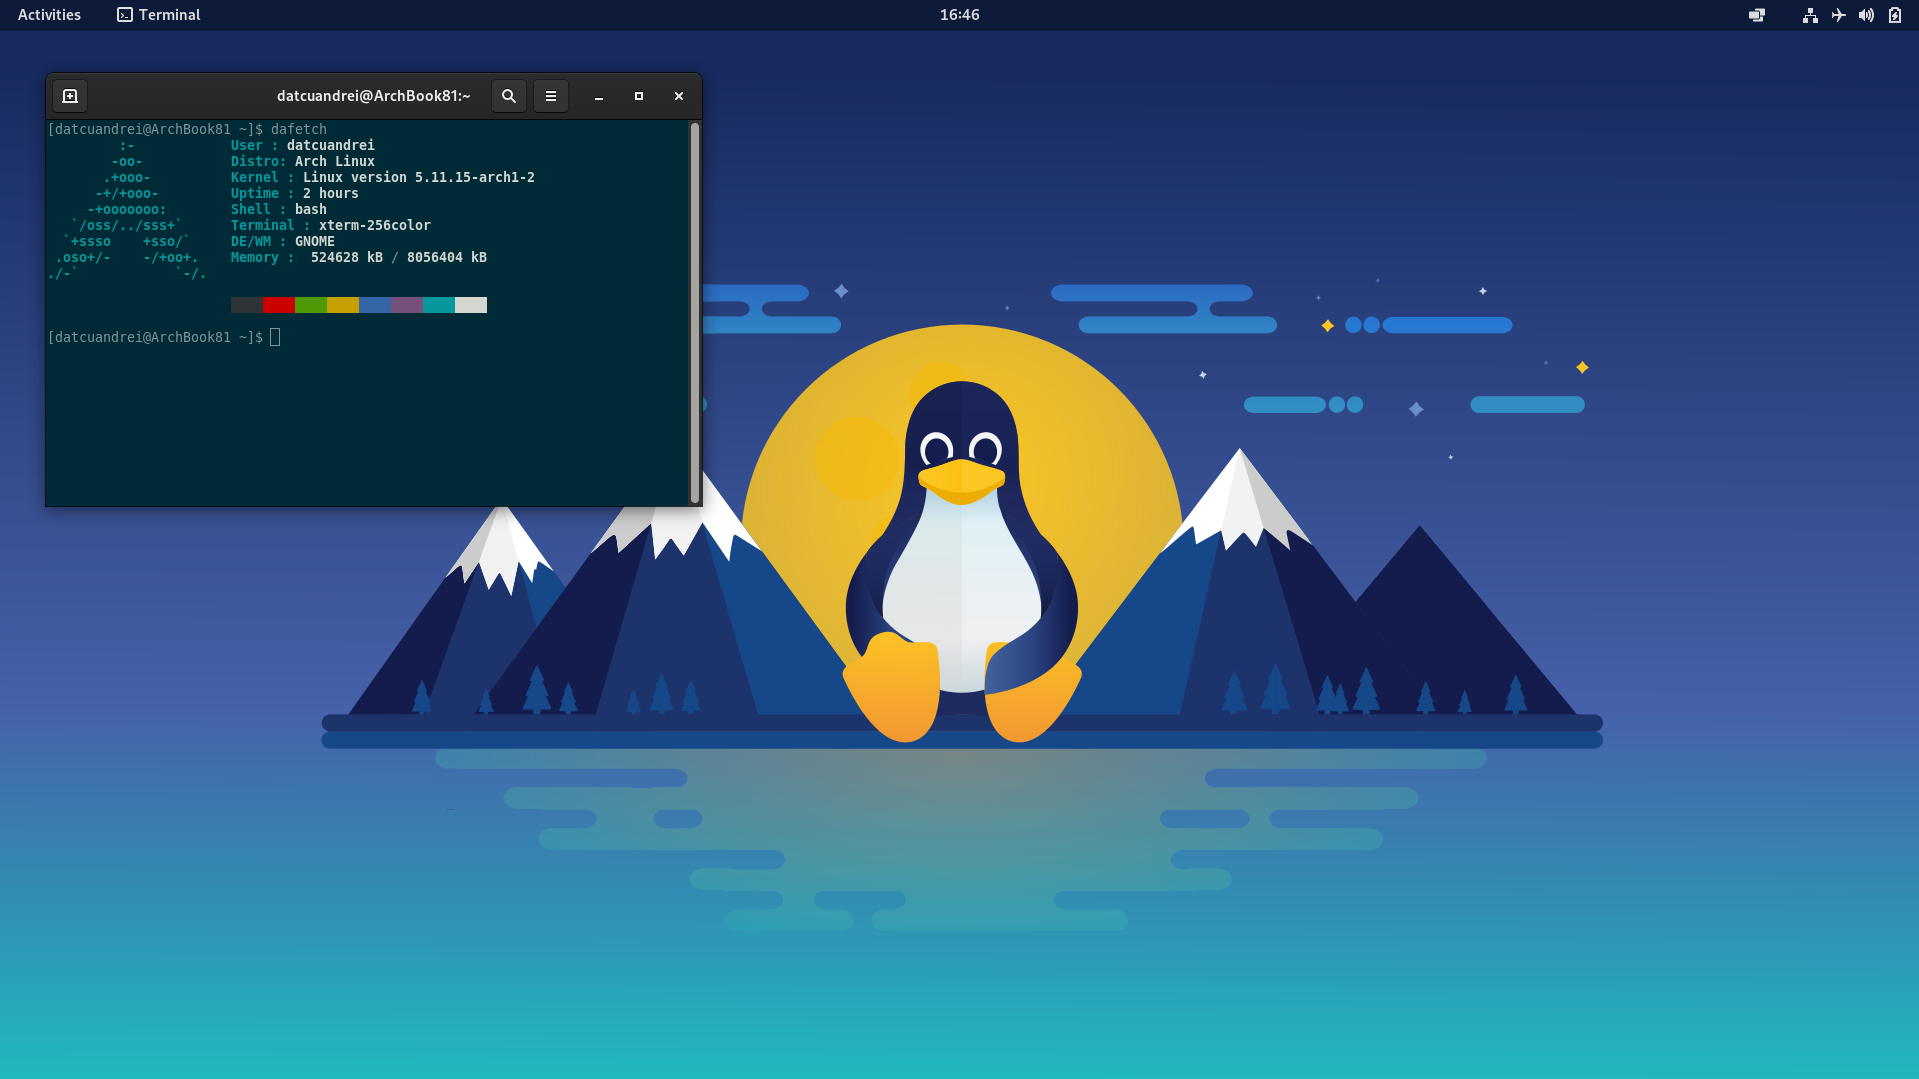 Activities Terminal 16:46
datcuandrei@ArchBook81:~
[datcuandrei@ArchBook81 ~]$ dafetch
:- User : datcuandrei
-oo- Distro: Arch Linux
.+ooo- Kernel : Linux version 5.11.15-arch1-2
-+/+ooo- Uptime : 2 hours
-+ooooooo: Shell : bash
`/oss/../sss+` Terminal : xterm-256color
`+ssso +sso/` DE/WM : GNOME
.oso+/- -/+oo+. Memory : 524628 kB / 8056404 kB
./-` `-/.
[datcuandrei@ArchBook81 ~]$